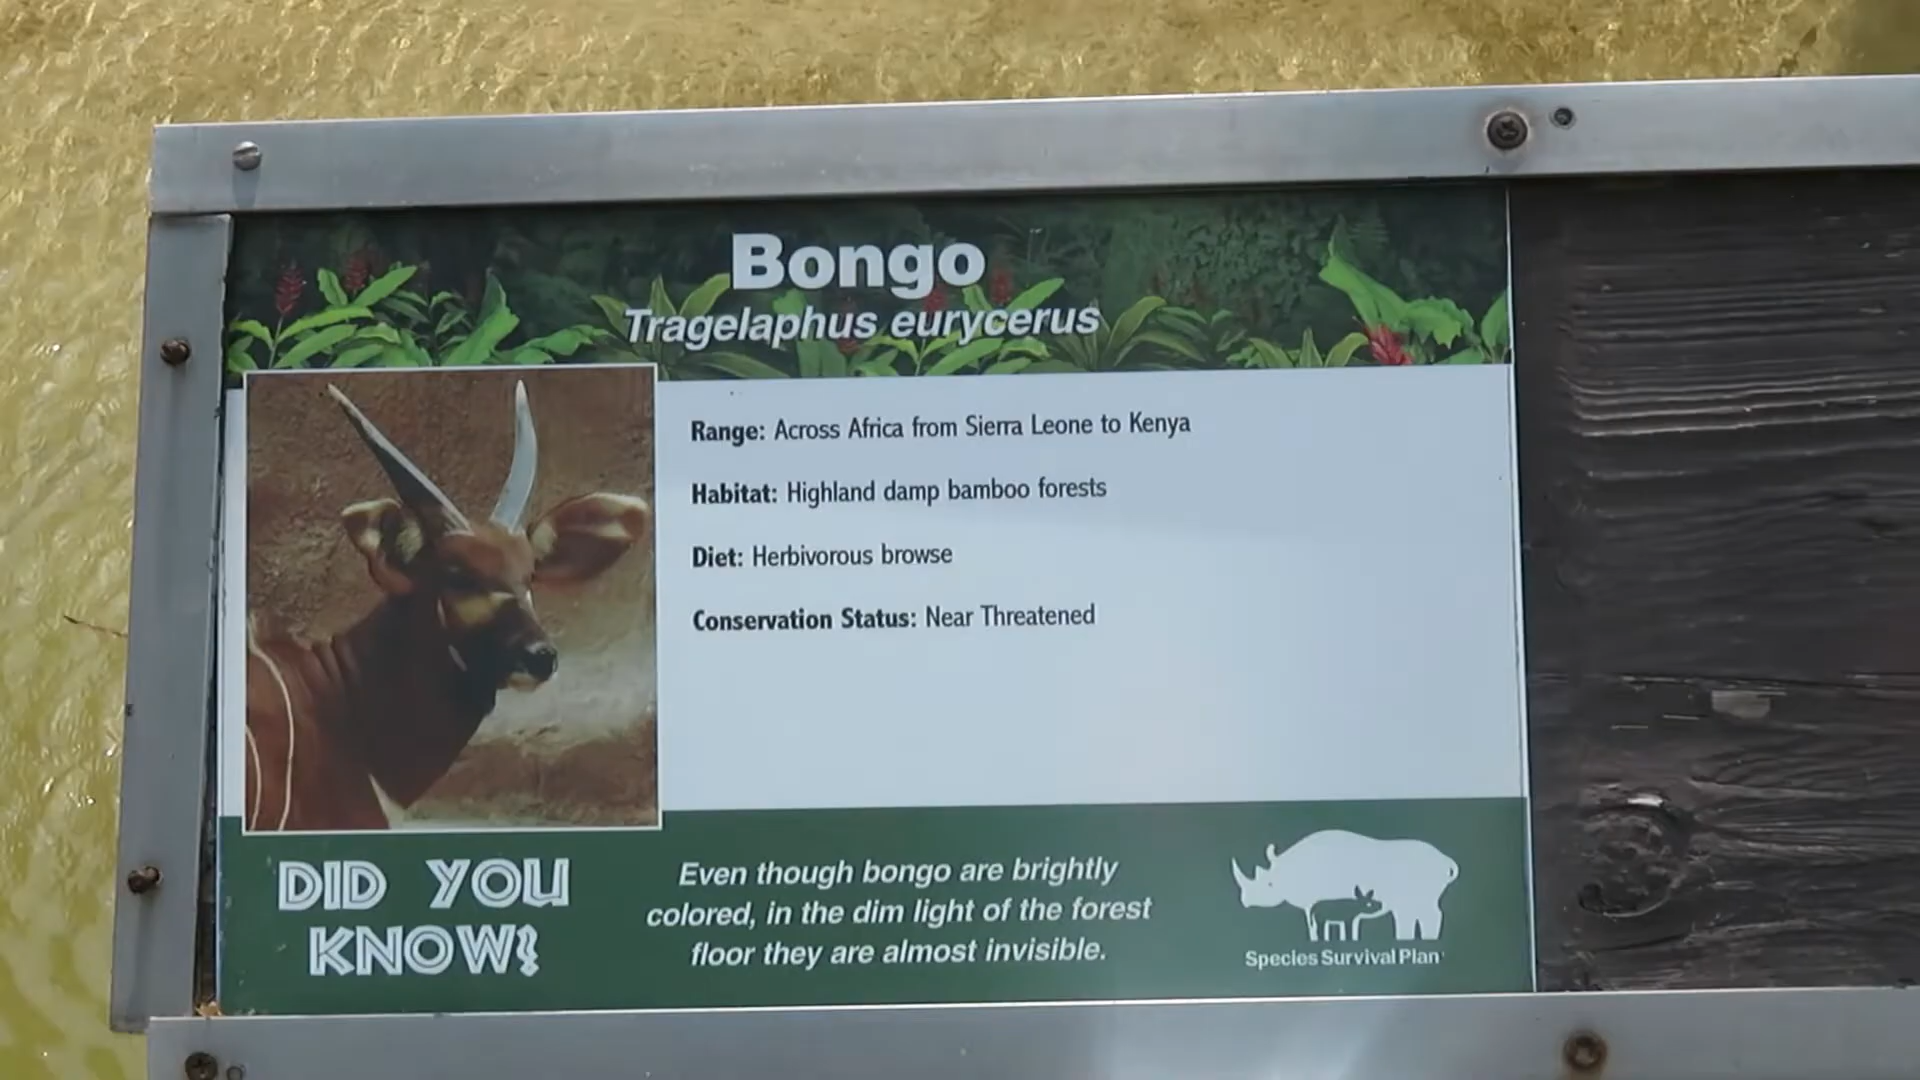 Bongo
Tragelaphus eurycerus
Range: Across Africa from Sierra Leone to Kenya
Habitat: Highland damp bamboo forests
Diet: Herbivorous browse
Conservation Status: Near Threatened
DID YOU
KNOW?
Even though bongo are brightly
colored, in the dim light of the forest
floor they are almost invisible.
Species Survival Plan